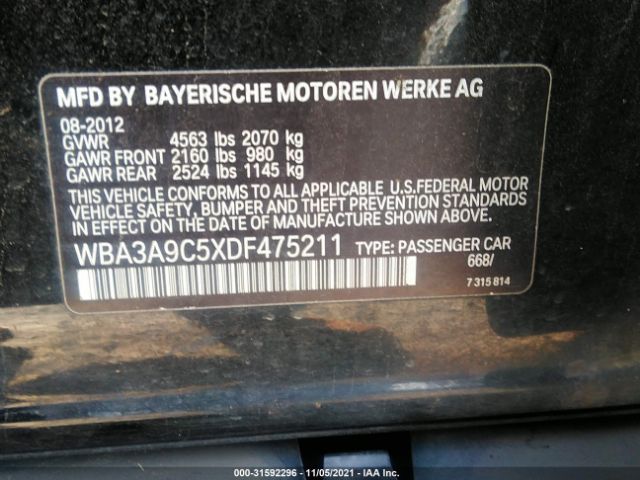 MFD BY BAYERISCHE MOTOREN WERKE AG
08-2012
GVWR 4563 lbs 2070 kg
GAWR FRONT 2160 lbs 980 kg
GAWR REAR 2524 lbs 1145 kg
THIS VEHICLE CONFORMS TO ALL APPLICABLE U.S.FEDERAL MOTOR
VEHICLE SAFETY, BUMPER, AND THEFT PREVENTION STANDARDS
IN EFFECT ON DATE OF MANUFACTURE SHOWN ABOVE.
WBA3A9C5XDF475211 TYPE: PASSENGER CAR
668/
7 315 814
000-31592296 - 11/05/2021 - IAA Inc.